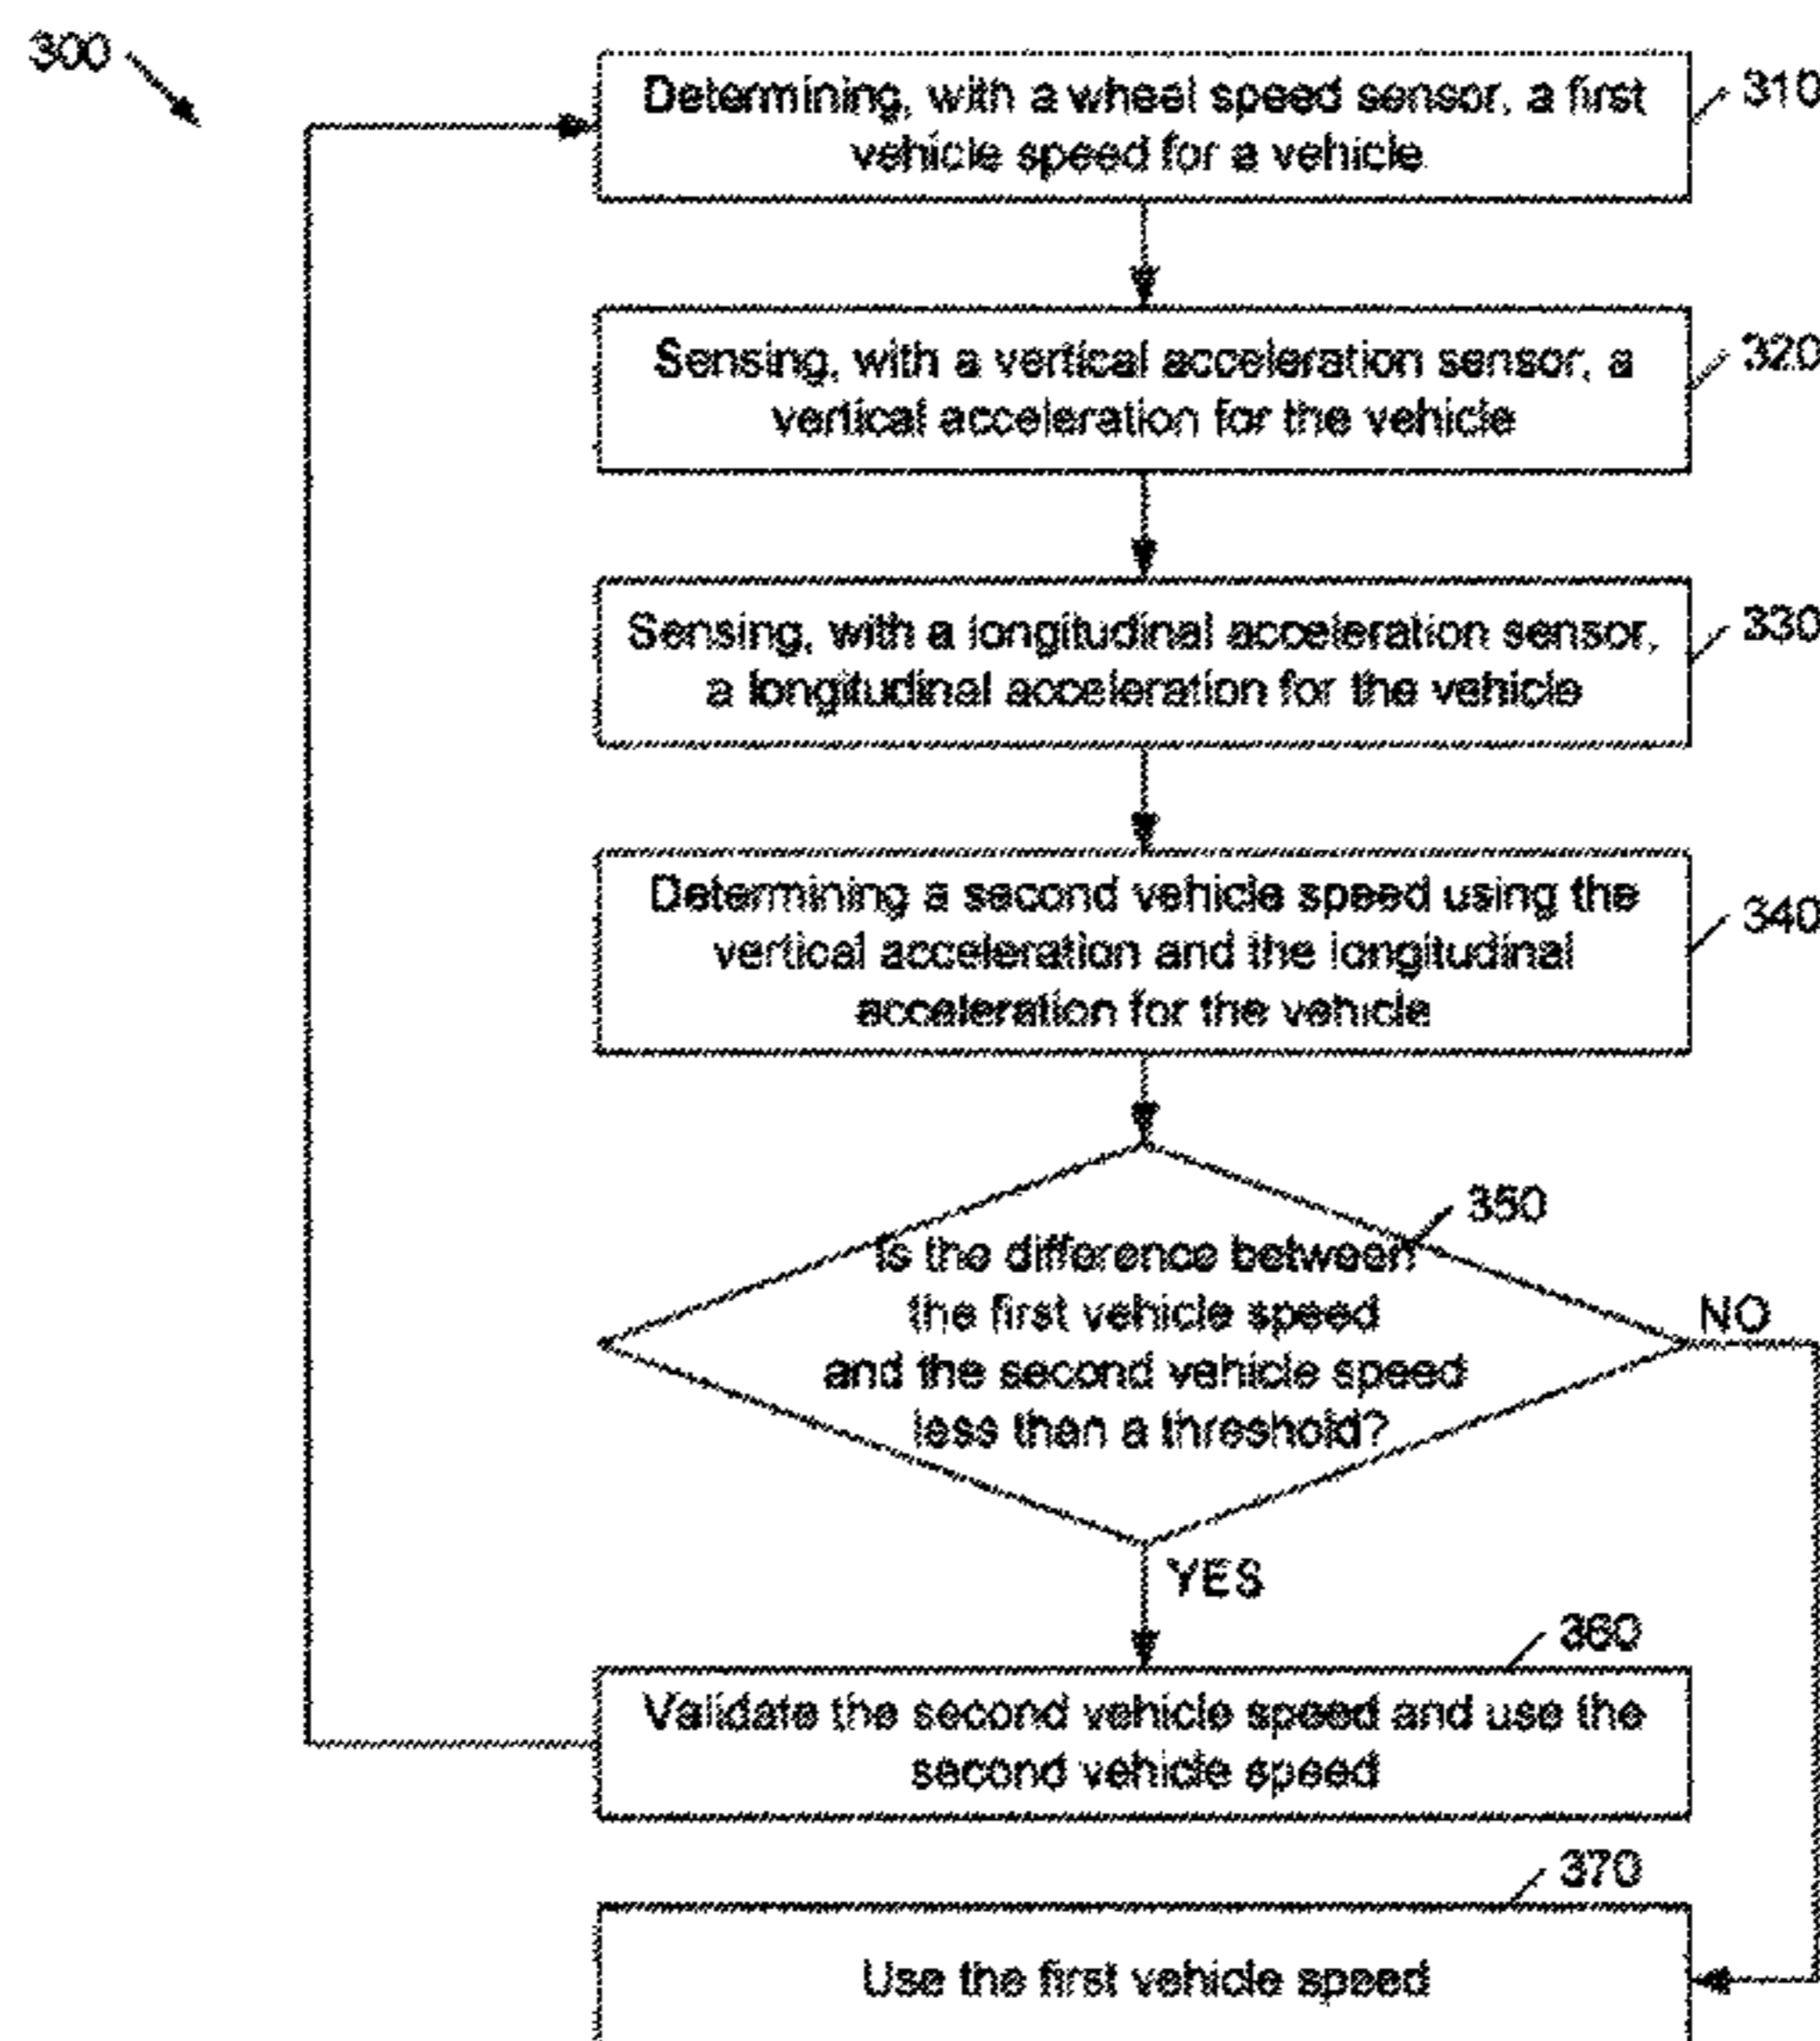 300
Determining, with a wheel speed sensor, a first
vehicle speed for a vehicle
310
Sensing, with a vertical acceleration sensor, a
vertical acceleration for the vehicle
320
Sensing, with a longitudinal acceleration sensor,
a longitudinal acceleration for the vehicle
330
Determining a second vehicle speed using the
vertical acceleration and the longitudinal
acceleration for the vehicle
340
350
Is the difference between
the first vehicle speed
and the second vehicle speed
less than a threshold?
NO
YES
360
Validate the second vehicle speed and use the
second vehicle speed
370
Use the first vehicle speed